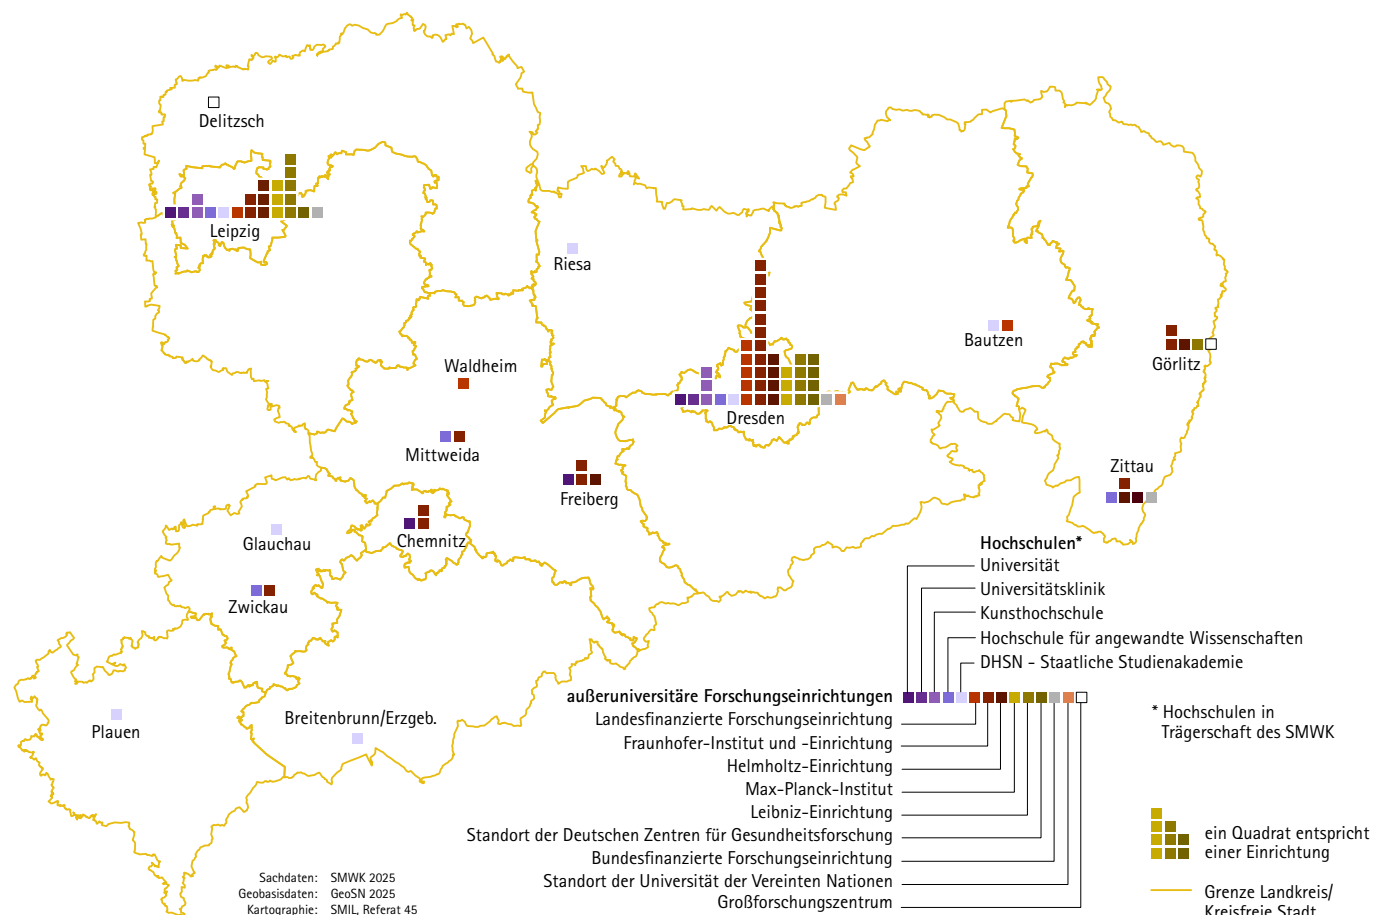 Delitzsch
Leipzig
Riesa
Bautzen
Görlitz
Waldheim
Dresden
Mittweida
Freiberg
Zittau
Glauchau
Chemnitz
Zwickau
Plauen
Breitenbrunn/Erzgeb.
Hochschulen*
Universität
Universitätsklinik
Kunsthochschule
Hochschule für angewandte Wissenschaften
DHSN - Staatliche Studienakademie
außeruniversitäre Forschungseinrichtungen
Landesfinanzierte Forschungseinrichtung
Fraunhofer-Institut und -Einrichtung
Helmholtz-Einrichtung
Max-Planck-Institut
Leibniz-Einrichtung
Standort der Deutschen Zentren für Gesundheitsforschung
Bundesfinanzierte Forschungseinrichtung
Standort der Universität der Vereinten Nationen
Großforschungszentrum
* Hochschulen in
Trägerschaft des SMWK
ein Quadrat entspricht
einer Einrichtung
Grenze Landkreis/
Kreisfreie Stadt
Sachdaten: SMWK 2025
Geobasisdaten: GeoSN 2025
Kartographie: SMIL, Referat 45